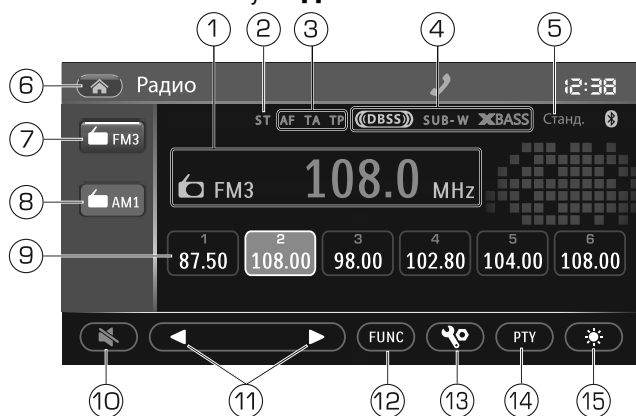 1 2 3 4 5
6 Радио 12:38
ST AF TA TP (((DBSS))) SUB-W XBASS Станд.
7 FM3
FM3 108.0 MHz
8 AM1
1 2 3 4 5 6
9 87.50 108.00 98.00 102.80 104.00 108.00
FUNC PTY
10 11 12 13 14 15